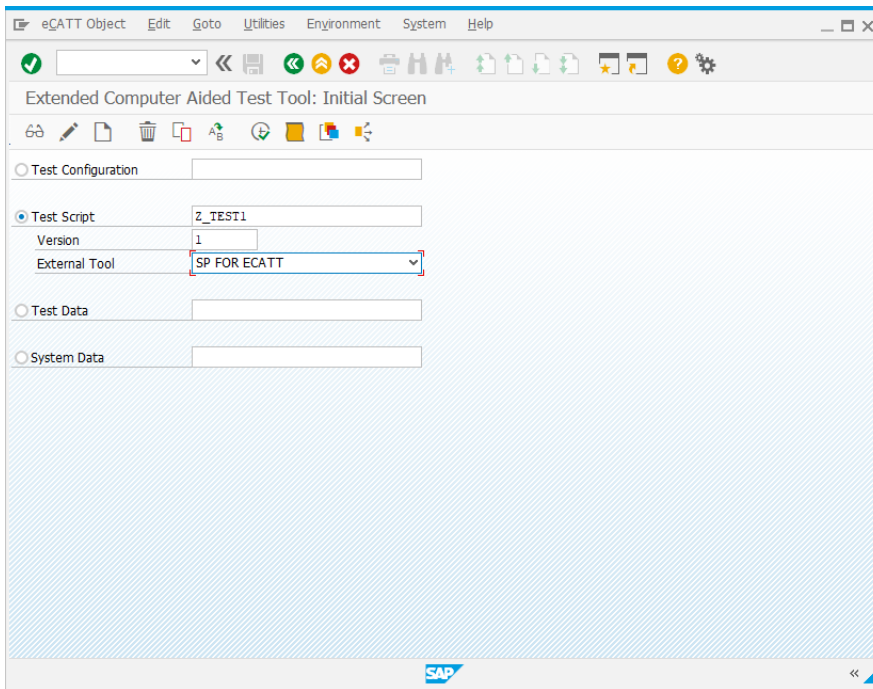 eCATT Object Edit Goto Utilities Environment System Help
Extended Computer Aided Test Tool: Initial Screen
Test Configuration
Test Script Z_TEST1
Version 1
External Tool SP FOR ECATT
Test Data
System Data
SAP